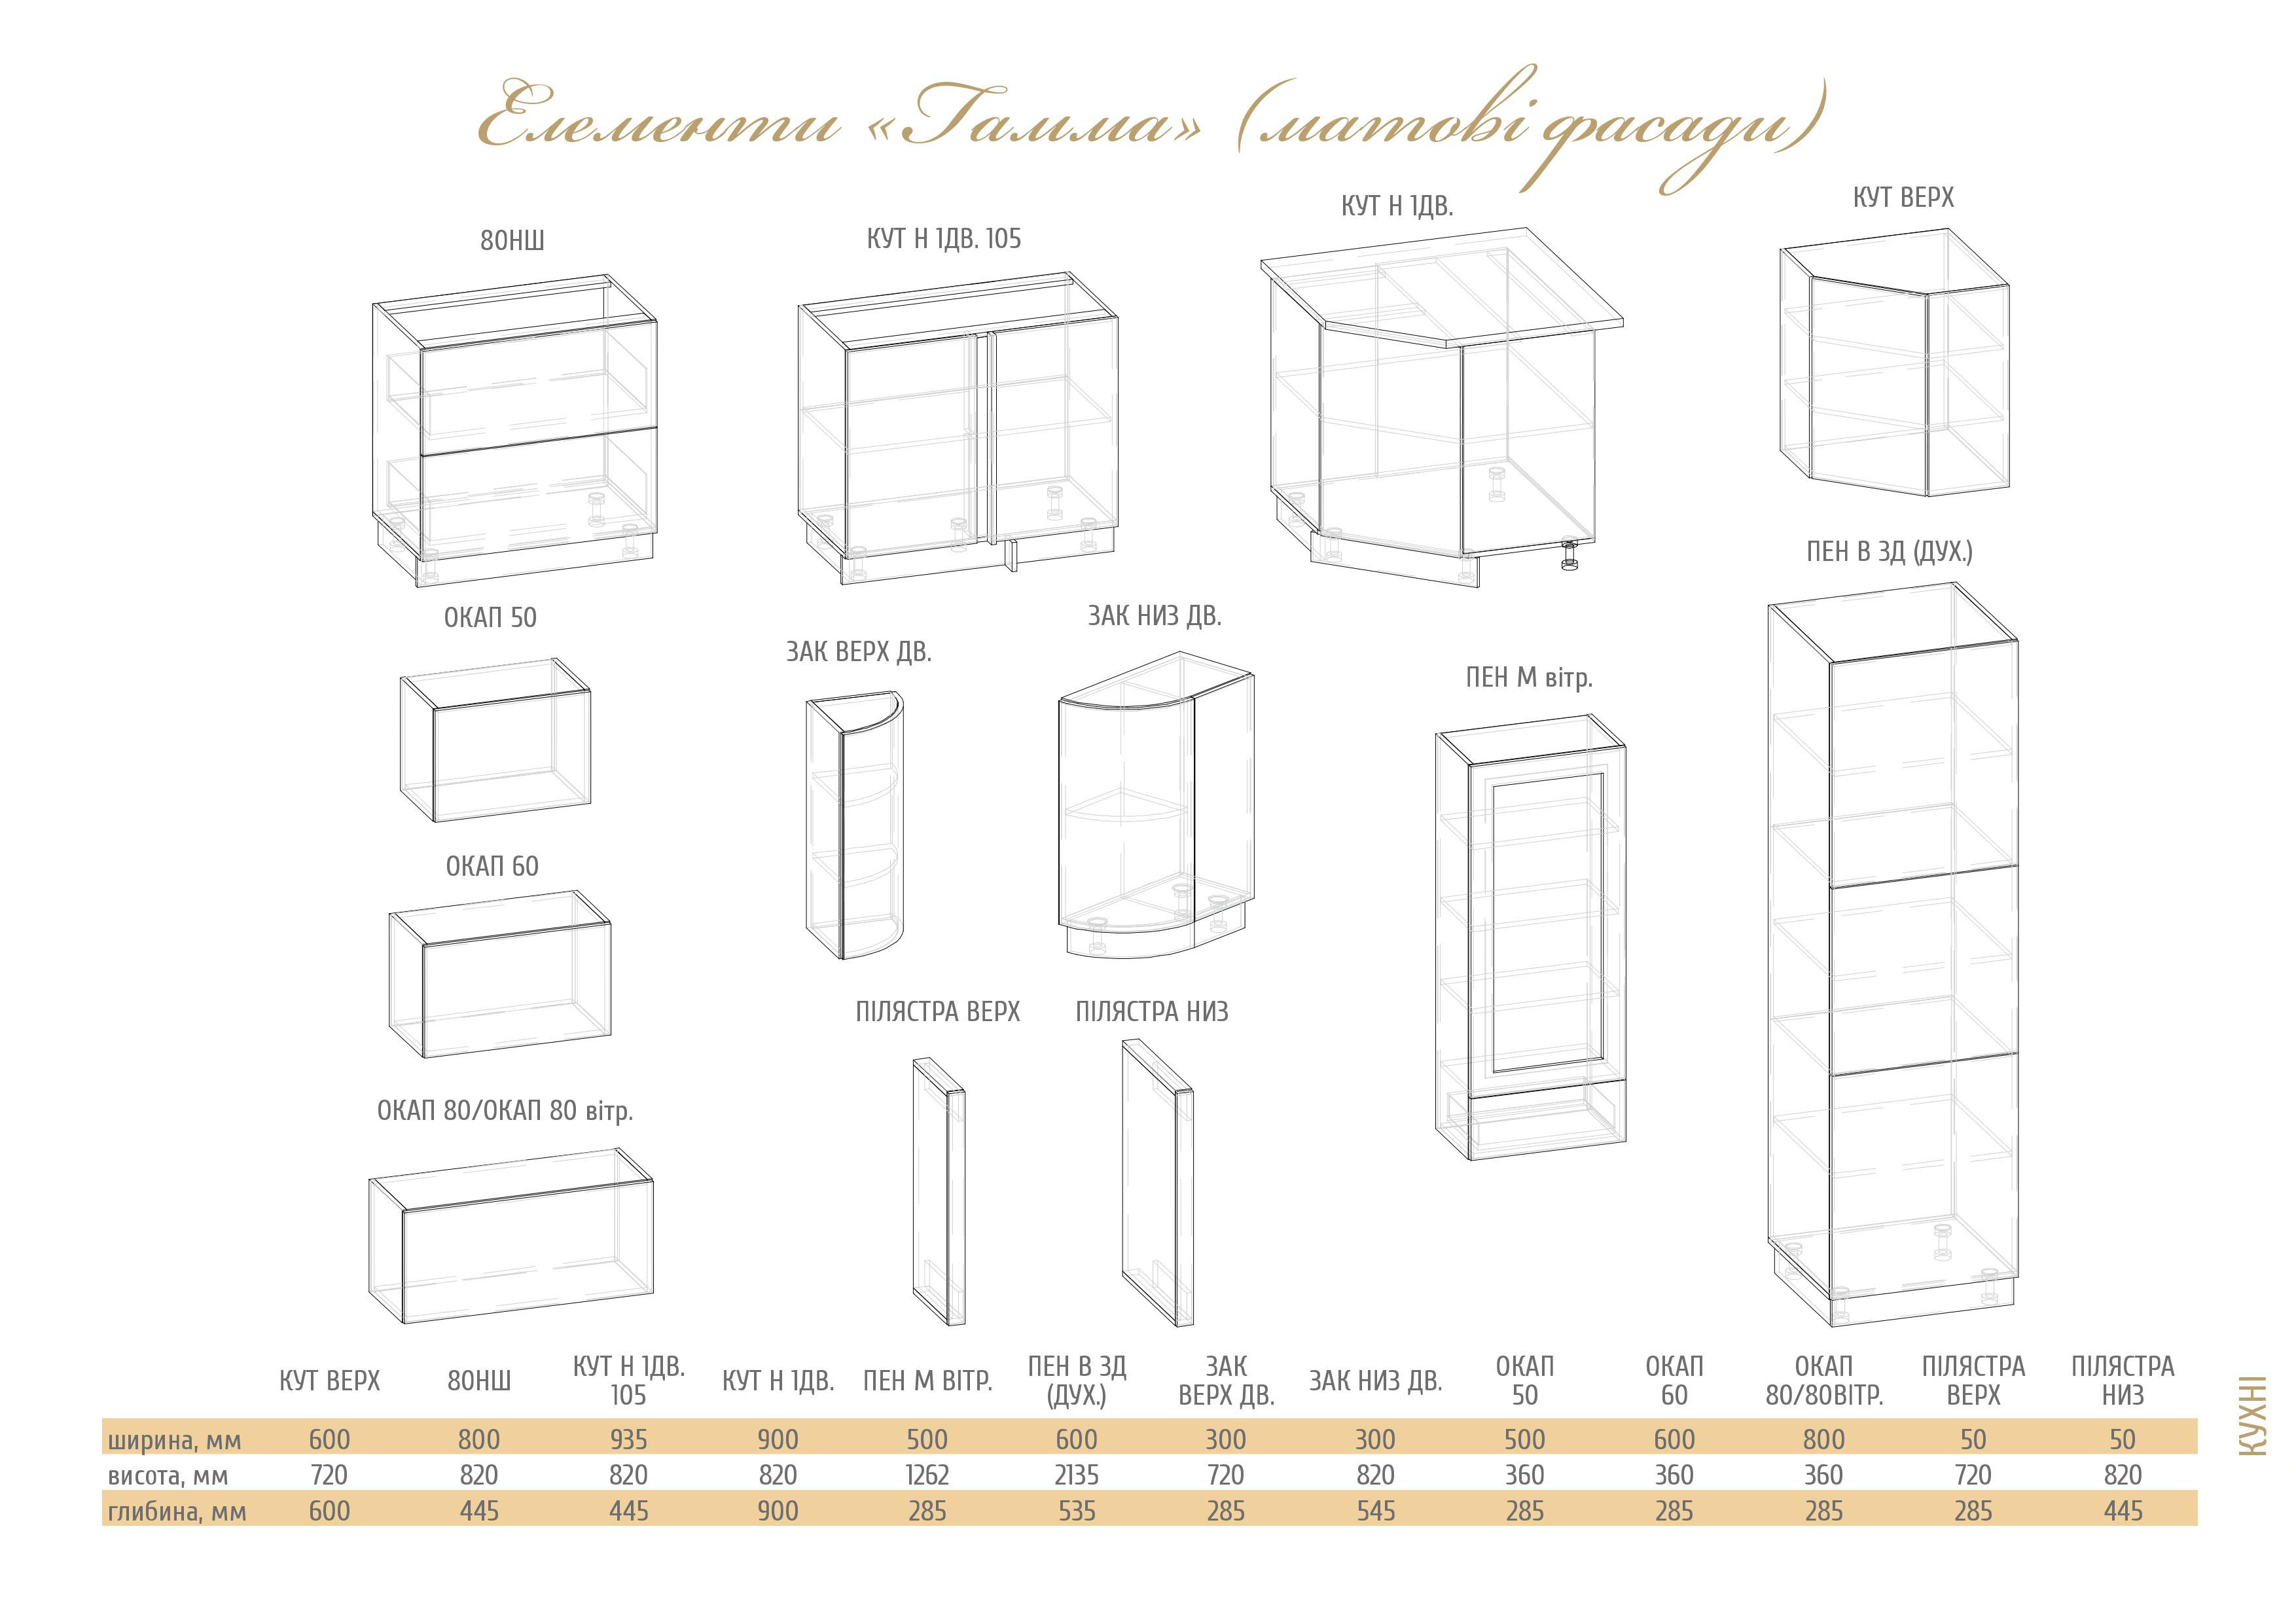 Елементи «Гамма» (матові фасади)
80НШ
КУТ Н 1ДВ. 105
КУТ Н 1ДВ.
КУТ ВЕРХ
ПЕН В 3Д (ДУХ.)
ОКАП 50
ЗАК ВЕРХ ДВ.
ЗАК НИЗ ДВ.
ПЕН М вітр.
ОКАП 60
ПІЛЯСТРА ВЕРХ
ПІЛЯСТРА НИЗ
ОКАП 80/ОКАП 80 вітр.
КУТ ВЕРХ 80НШ КУТ Н 1ДВ. 105 КУТ Н 1ДВ. ПЕН М ВІТР. ПЕН В 3Д (ДУХ.) ЗАК ВЕРХ ДВ. ЗАК НИЗ ДВ. ОКАП 50 ОКАП 60 ОКАП 80/80ВІТР. ПІЛЯСТРА ВЕРХ ПІЛЯСТРА НИЗ
ширина, мм 600 800 935 900 500 600 300 300 500 600 800 50 50
висота, мм 720 820 820 820 1262 2135 720 820 360 360 360 720 820
глибина, мм 600 445 445 900 285 535 285 545 285 285 285 285 445
КУХНІ